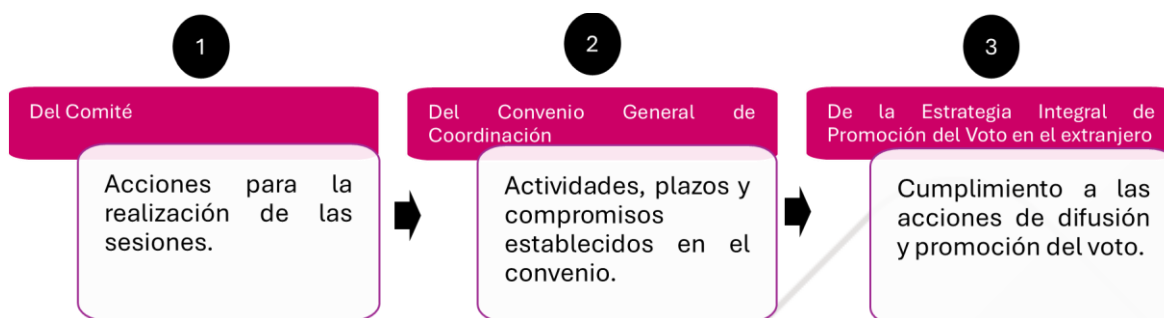 1
Del Comité
Acciones para la
realización de las
sesiones.
2
Del Convenio General de
Coordinación
Actividades, plazos y
compromisos
establecidos en el
convenio.
3
De la Estrategia Integral de
Promoción del Voto en el extranjero
Cumplimiento a las
acciones de difusión
y promoción del voto.